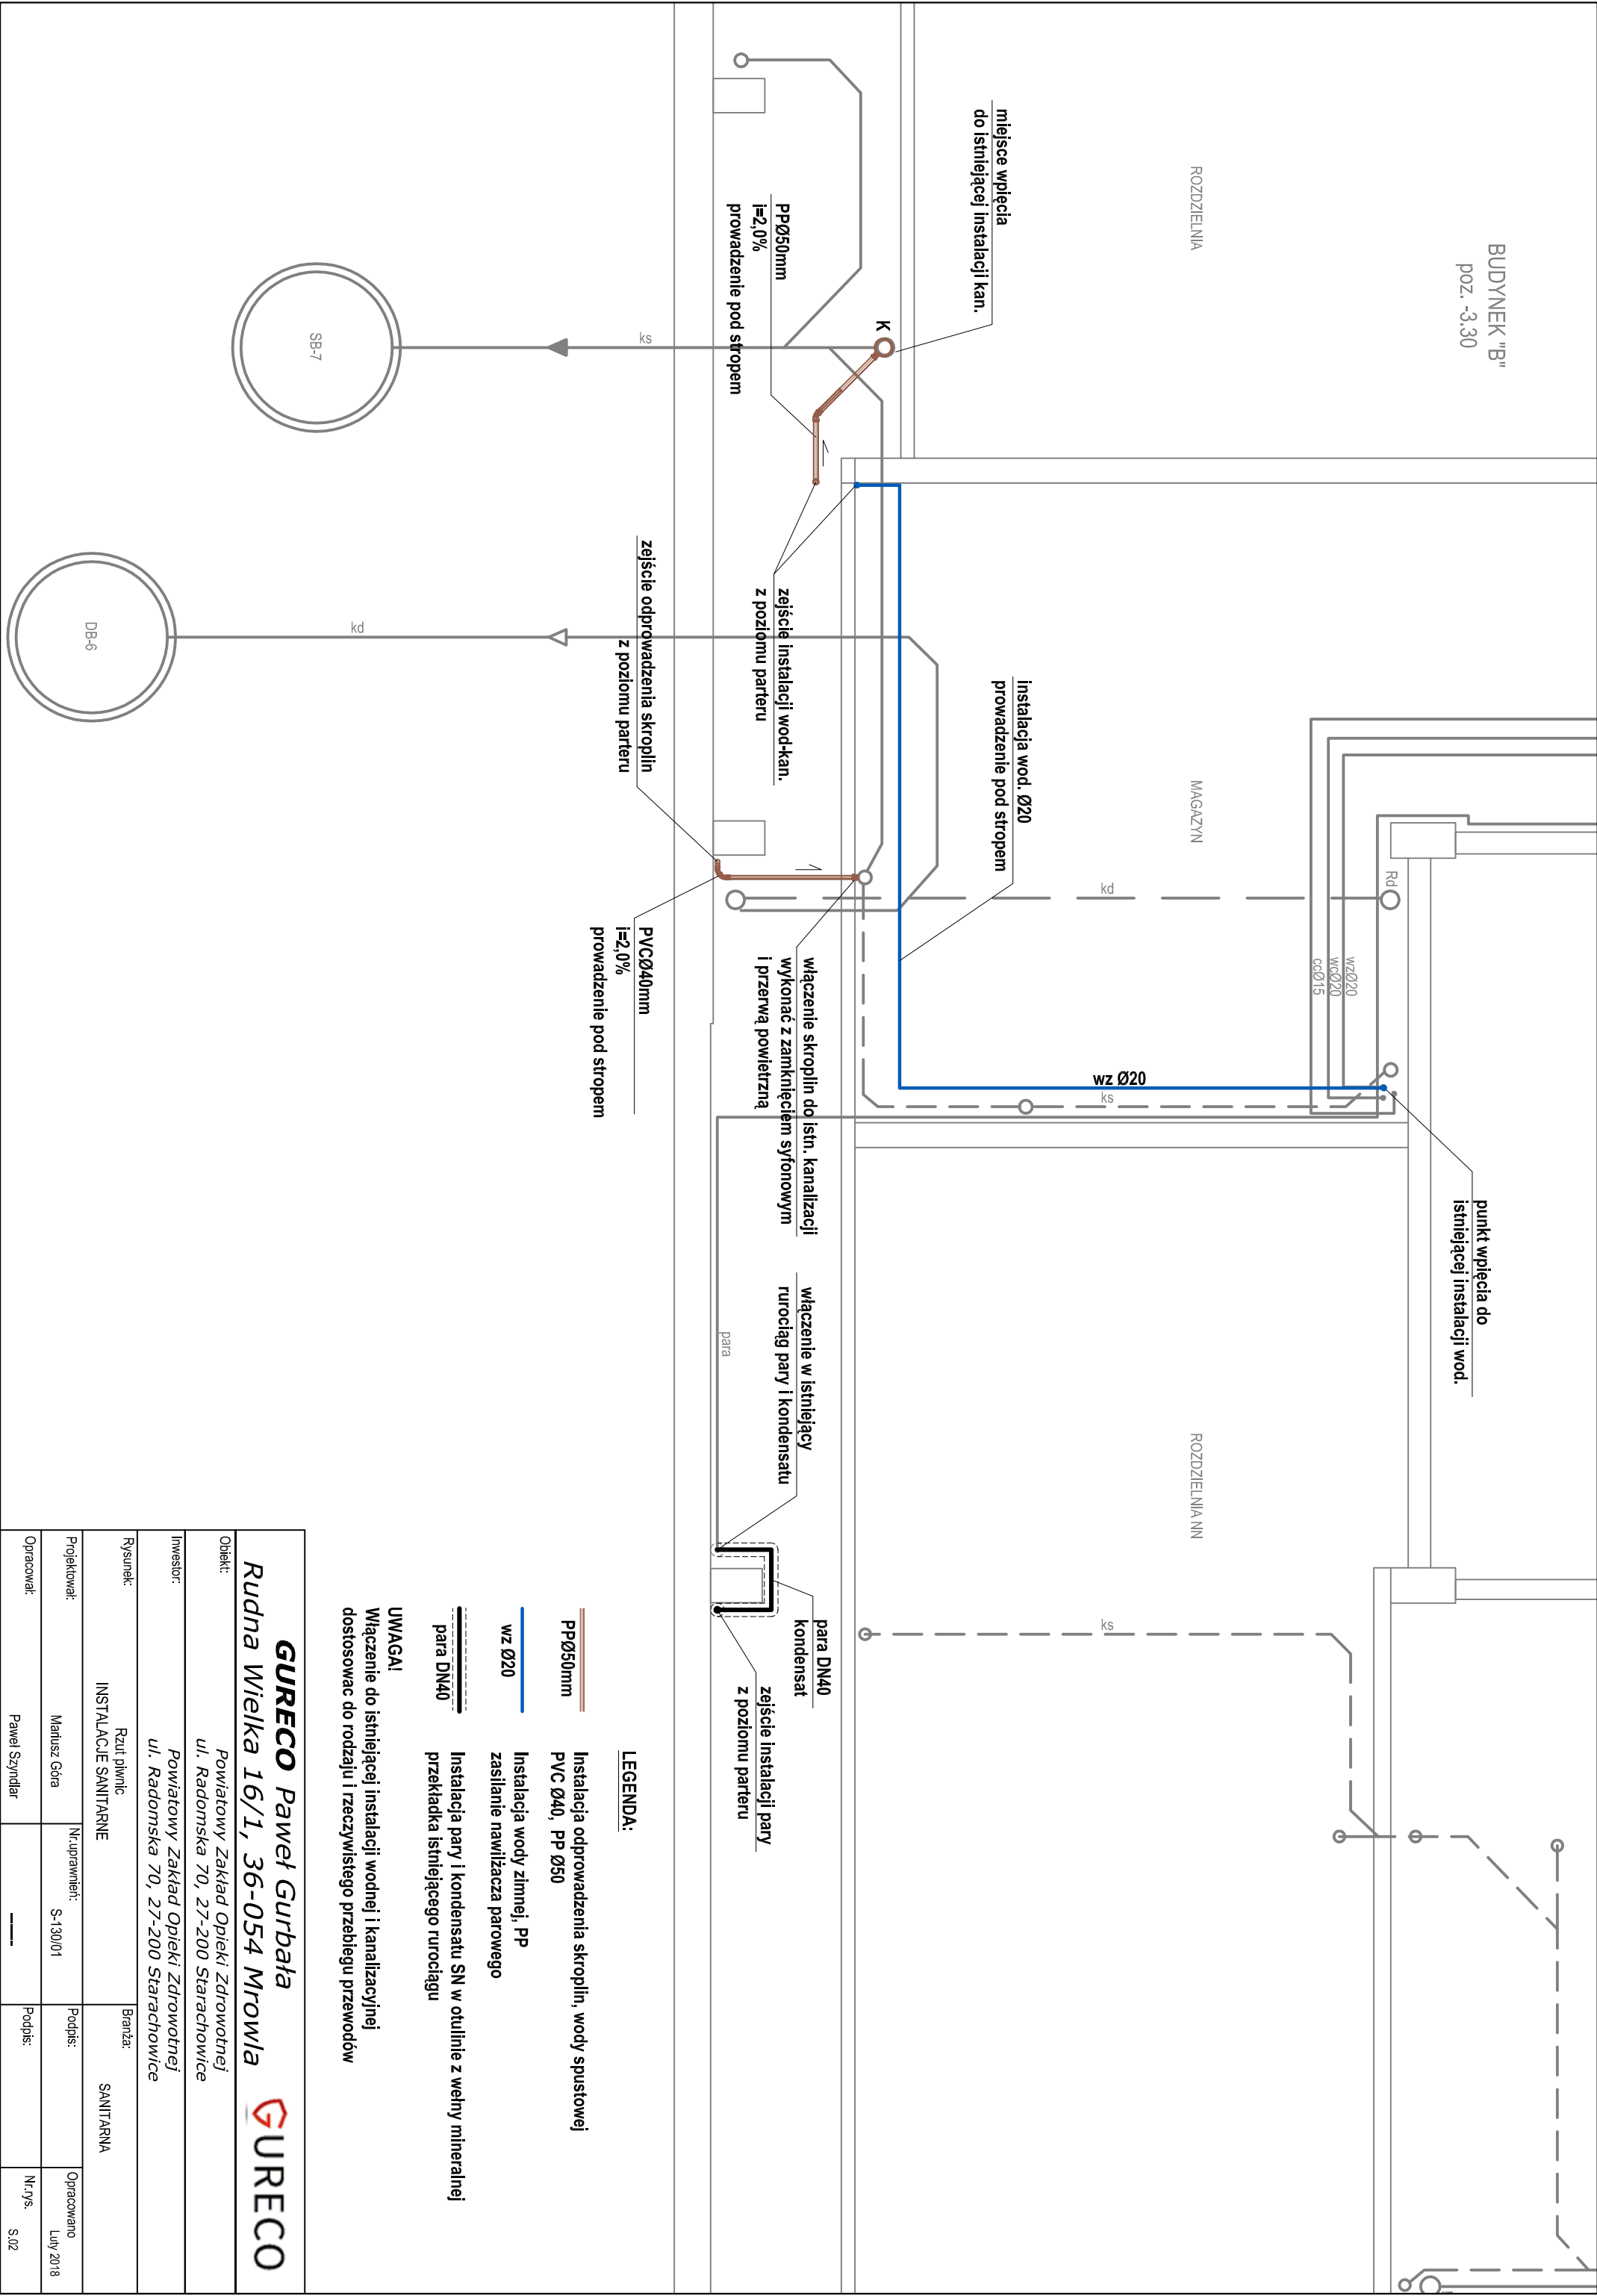 BUDYNEK "B"
poz. -3.30
ROZDZIELNIA
MAGAZYN
ROZDZIELNIA NN
miejsce wpięcia
do istniejącej instalacji kan.
PPØ50mm
i=2,0%
prowadzenie pod stropem
K
ks
SB-7
kd
DB-6
zejście instalacji wod-kan.
z poziomu parteru
zejście odprowadzenia skroplin
z poziomu parteru
instalacja wod. Ø20
prowadzenie pod stropem
kd
Rd
wzØ20
wcØ20
ccØ15
wz Ø20
ks
punkt wpięcia do
istniejącej instalacji wod.
PVCØ40mm
i=2,0%
prowadzenie pod stropem
włączenie skroplin do istn. kanalizacji
wykonać z zamknięciem syfonowym
i przerwą powietrzną
para
włączenie w istniejący
rurociąg pary i kondensatu
para DN40
kondensat
zejście instalacji pary
z poziomu parteru
ks
LEGENDA:
PPØ50mm
Instalacja odprowadzenia skroplin, wody spustowej
PVC Ø40, PP Ø50
wz Ø20
Instalacja wody zimnej, PP
zasilanie nawilżacza parowego
para DN40
Instalacja pary i kondensatu SN w otulinie z wełny mineralnej
przekładka istniejącego rurociągu
UWAGA!
Włączenie do istniejącej instalacji wodnej i kanalizacyjnej
dostosowac do rodzaju i rzeczywistego przebiegu przewodów
GURECO Paweł Gurbała
Rudna Wielka 16/1, 36-054 Mrowla
GURECO
Obiekt:
Powiatowy Zakład Opieki Zdrowotnej
ul. Radomska 70, 27-200 Starachowice
Inwestor:
Powiatowy Zakład Opieki Zdrowotnej
ul. Radomska 70, 27-200 Starachowice
Rysunek:
Rzut piwnic
INSTALACJE SANITARNE
Branża:
SANITARNA
Projektował:
Mariusz Góra
Nr.uprawnień:
S-130/01
Podpis:
Opracowano
Luty 2018
Opracował:
Paweł Szyndlar
Podpis:
Nr.rys.
S.02